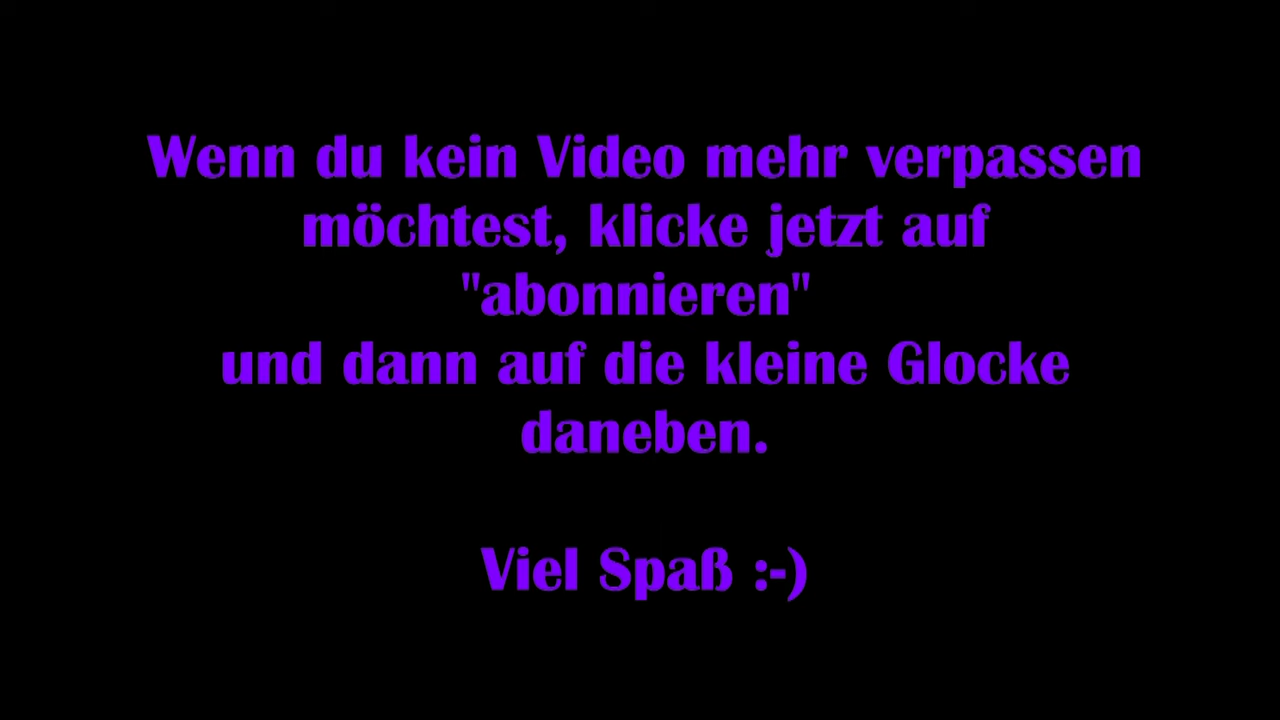 Wenn du kein Video mehr verpassen
möchtest, klicke jetzt auf
"abonnieren"
und dann auf die kleine Glocke
daneben.
Viel Spaß :-)